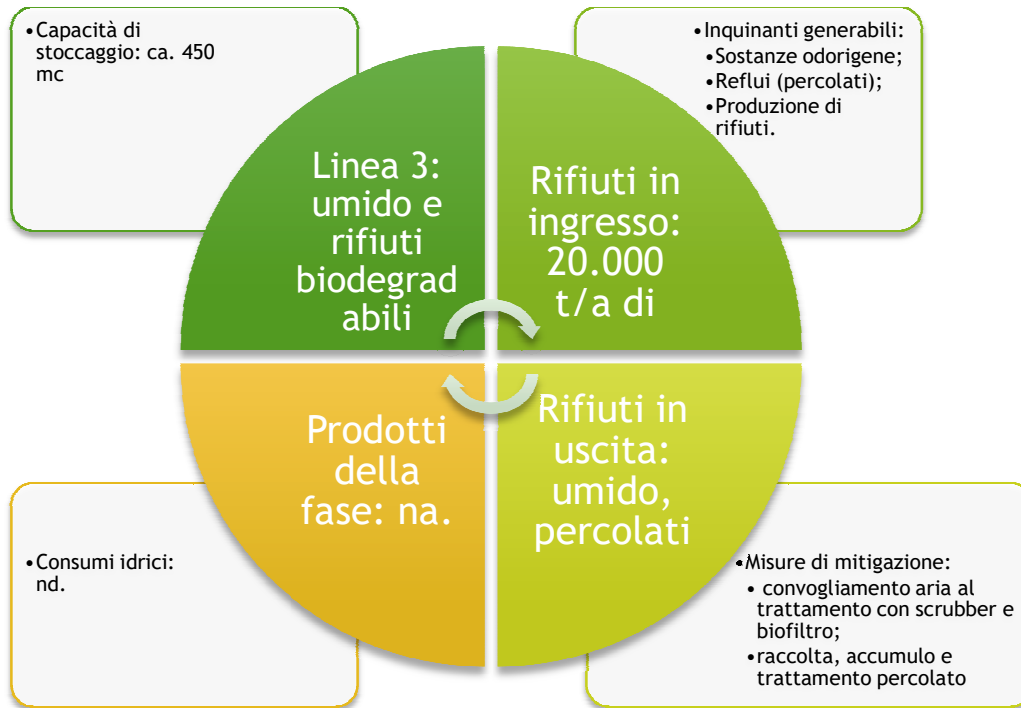 •Capacità di
stoccaggio: ca. 450
mc
•Inquinanti generabili:
•Sostanze odorigene;
•Reflui (percolati);
•Produzione di
rifiuti.
Linea 3:
umido e
rifiuti
biodegrad
abili
Rifiuti in
ingresso:
20.000
t/a di
Prodotti
della
fase: na.
Rifiuti in
uscita:
umido,
percolati
•Consumi idrici:
nd.
•Misure di mitigazione:
• convogliamento aria al
trattamento con scrubber e
biofiltro;
•raccolta, accumulo e
trattamento percolato